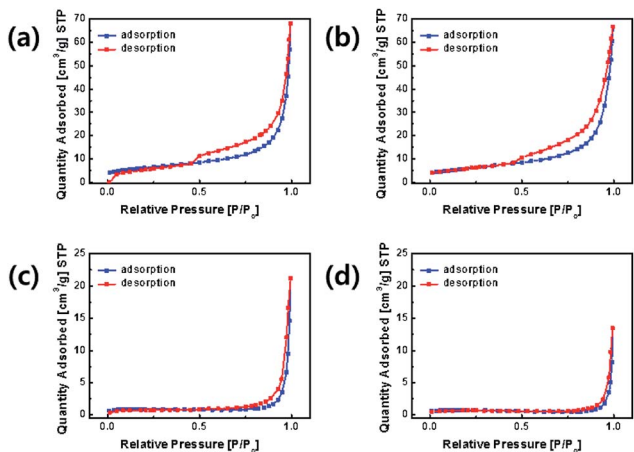 (a)
Quantity Adsorbed [cm³/g] STP
70
60
50
40
30
20
10
0
adsorption
desorption
0.0 0.5 1.0
Relative Pressure [P/P₀]
(b)
Quantity Adsorbed [cm³/g] STP
70
60
50
40
30
20
10
0
adsorption
desorption
0.0 0.5 1.0
Relative Pressure [P/P₀]
(c)
Quantity Adsorbed [cm³/g] STP
25
20
15
10
5
0
adsorption
desorption
0.0 0.5 1.0
Relative Pressure [P/P₀]
(d)
Quantity Adsorbed [cm³/g] STP
25
20
15
10
5
0
adsorption
desorption
0.0 0.5 1.0
Relative Pressure [P/P₀]